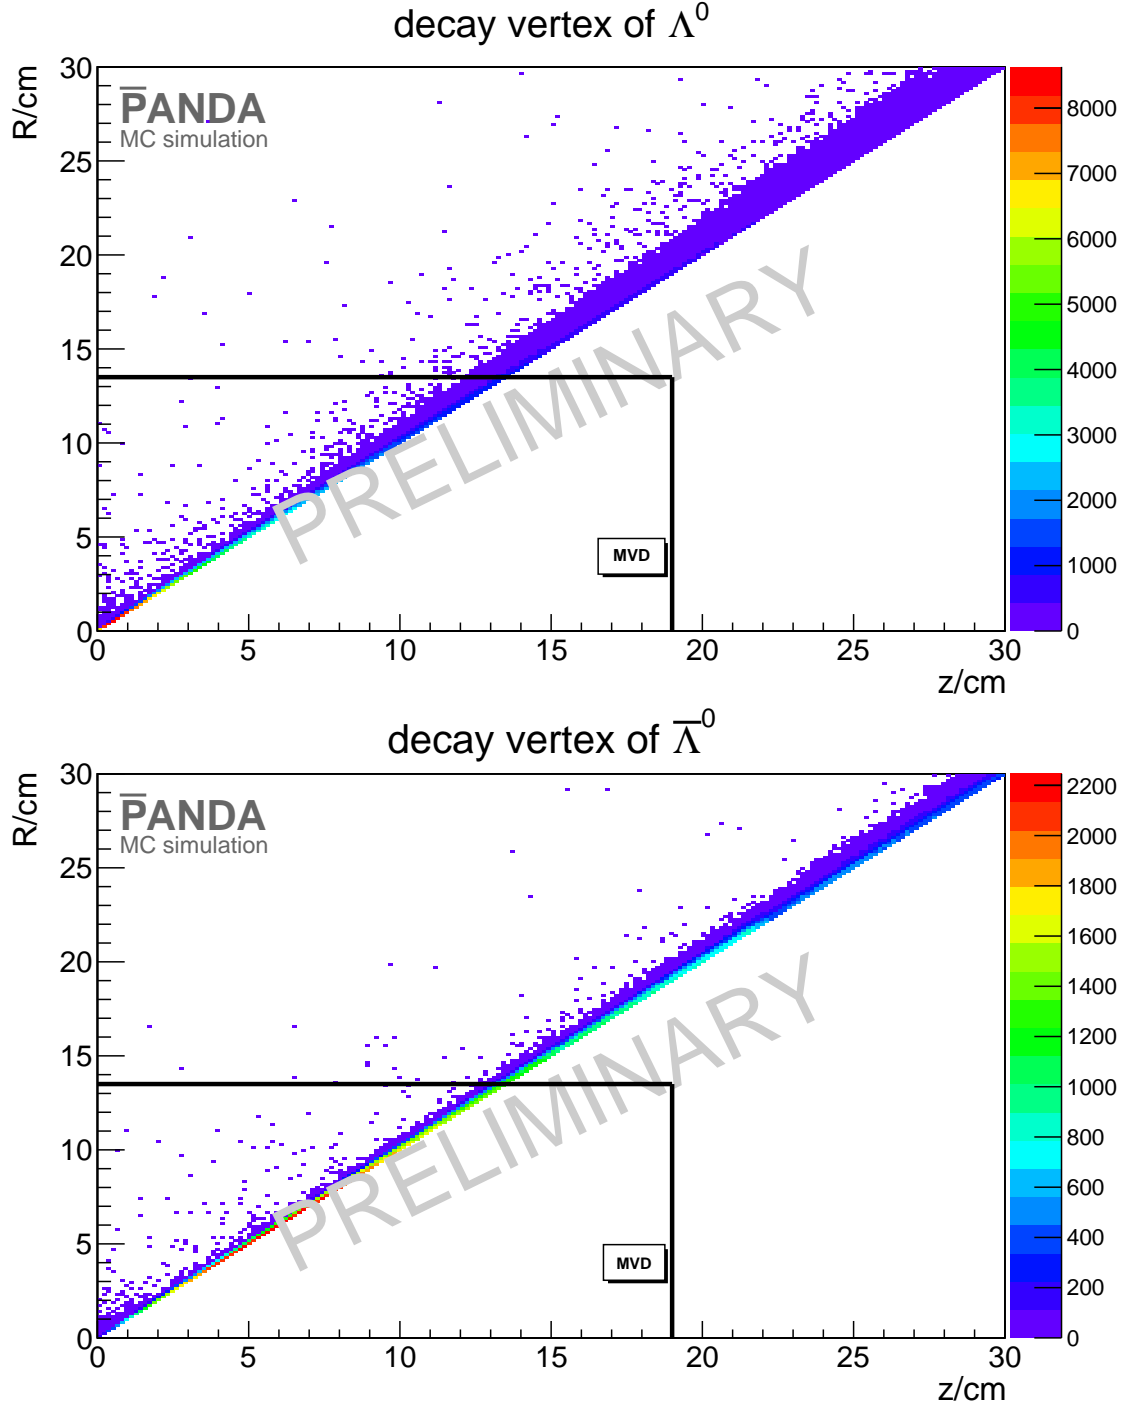 decay vertex of Λ⁰
R/cm
30
25
20
15
10
5
0
P̅ANDA
MC simulation
PRELIMINARY
MVD
0 5 10 15 20 25 30
z/cm
8000
7000
6000
5000
4000
3000
2000
1000
0
decay vertex of Λ̅⁰
R/cm
30
25
20
15
10
5
0
P̅ANDA
MC simulation
PRELIMINARY
MVD
0 5 10 15 20 25 30
z/cm
2200
2000
1800
1600
1400
1200
1000
800
600
400
200
0